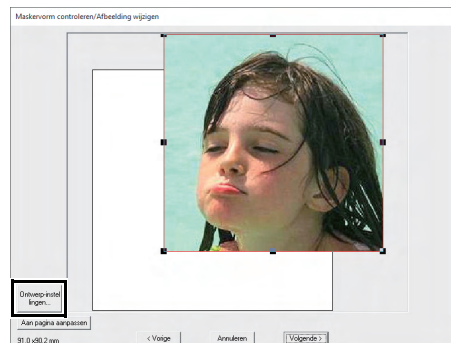 Maskervorm controleren/Afbeelding wijzigen
Ontwerp-instel
lingen...
Aan pagina aanpassen
91.0 x90.2 mm
< Vorige
Annuleren
Volgende >